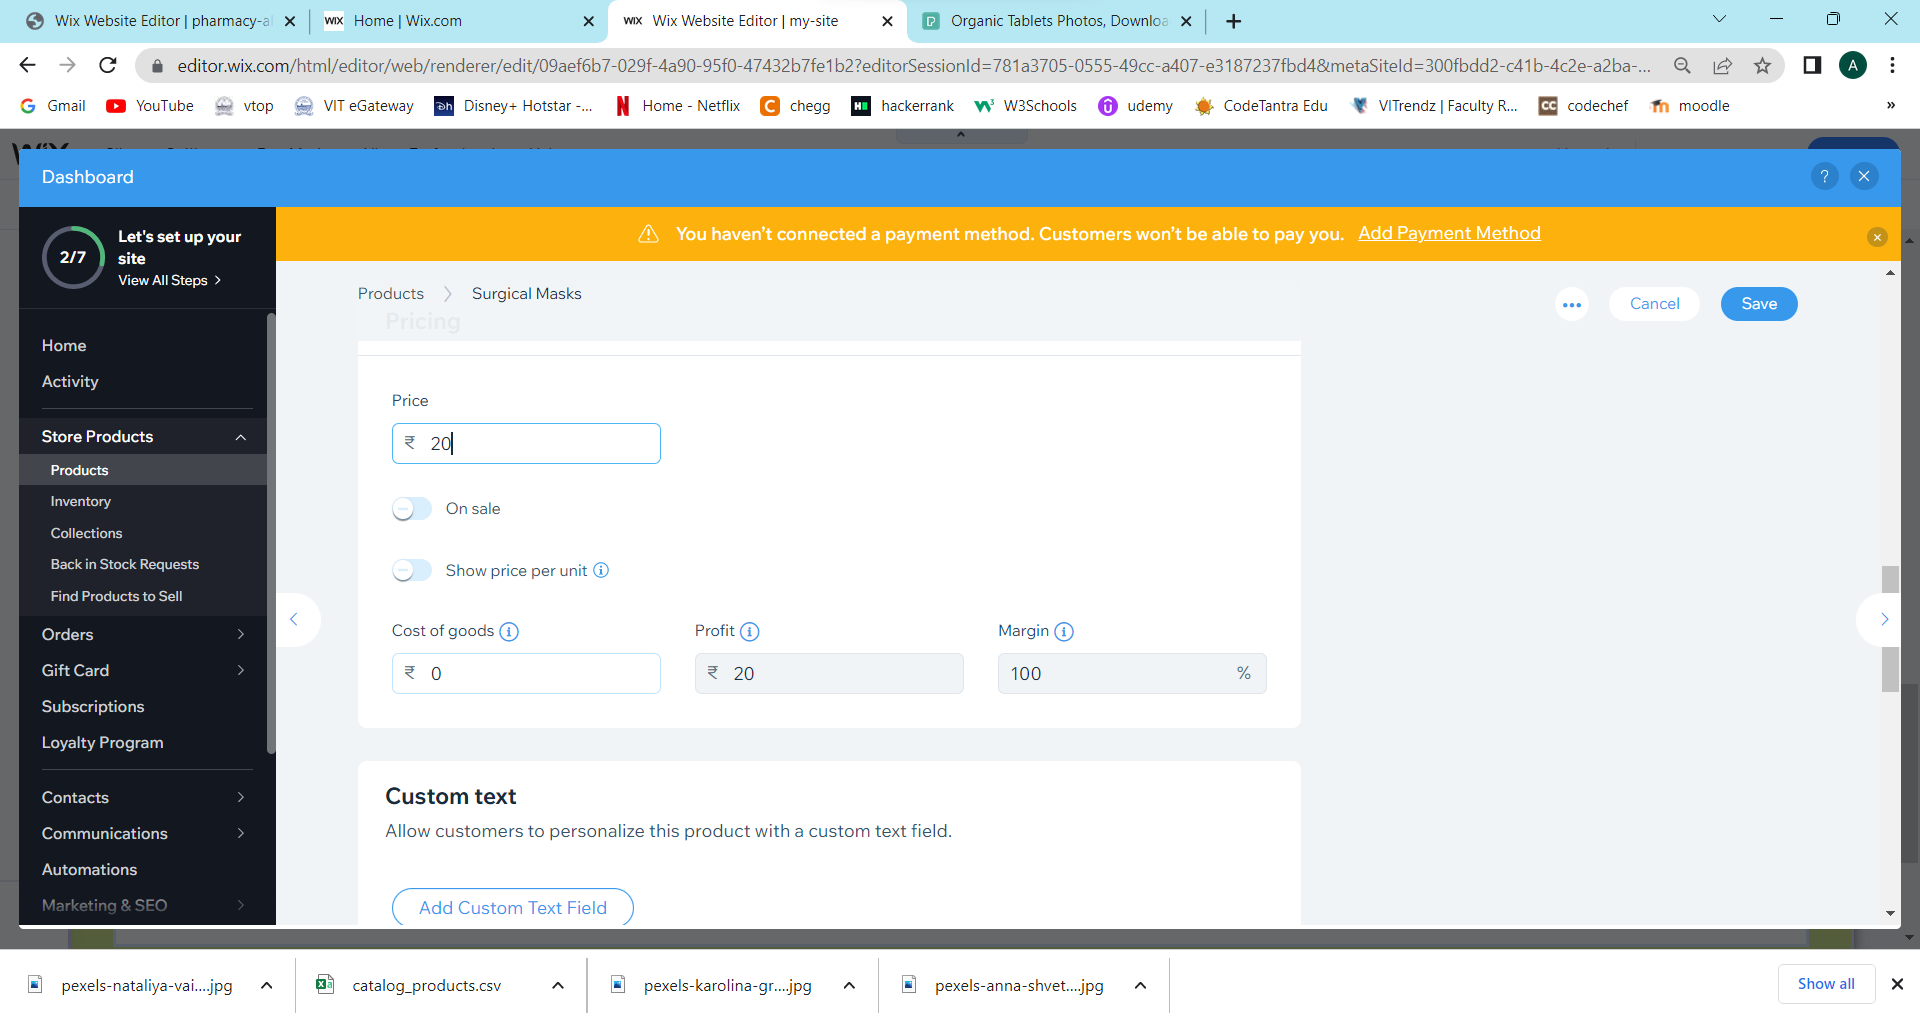 Wix Website Editor | pharmacy-al
WiX Home | Wix.com
WiX Wix Website Editor | my-site
Organic Tablets Photos, Downloa
editor.wix.com/html/editor/web/renderer/edit/09aef6b7-029f-4a90-95f0-47432b7fe1b2?editorSessionId=781a3705-0555-49cc-a407-e3187237fbd4&metaSiteId=300fbdd2-c41b-4c2e-a2ba-...
A
Gmail YouTube vtop VIT eGateway Disney+ Hotstar -... Home - Netflix chegg hackerrank W3Schools udemy CodeTantra Edu VITrendz | Faculty R... codechef moodle »
Dashboard
?
2/7
Let's set up your
site
View All Steps >
You haven't connected a payment method. Customers won't be able to pay you. Add Payment Method
Products > Surgical Masks
Cancel
Save
Pricing
Home
Activity
Store Products
Products
Inventory
Collections
Back in Stock Requests
Find Products to Sell
Orders
Gift Card
Subscriptions
Loyalty Program
Contacts
Communications
Automations
Marketing & SEO
Price
₹ 20
On sale
Show price per unit
Cost of goods Profit Margin
₹ 0 ₹ 20 100 %
Custom text
Allow customers to personalize this product with a custom text field.
Add Custom Text Field
pexels-nataliya-vai....jpg
catalog_products.csv
pexels-karolina-gr....jpg
pexels-anna-shvet....jpg
Show all